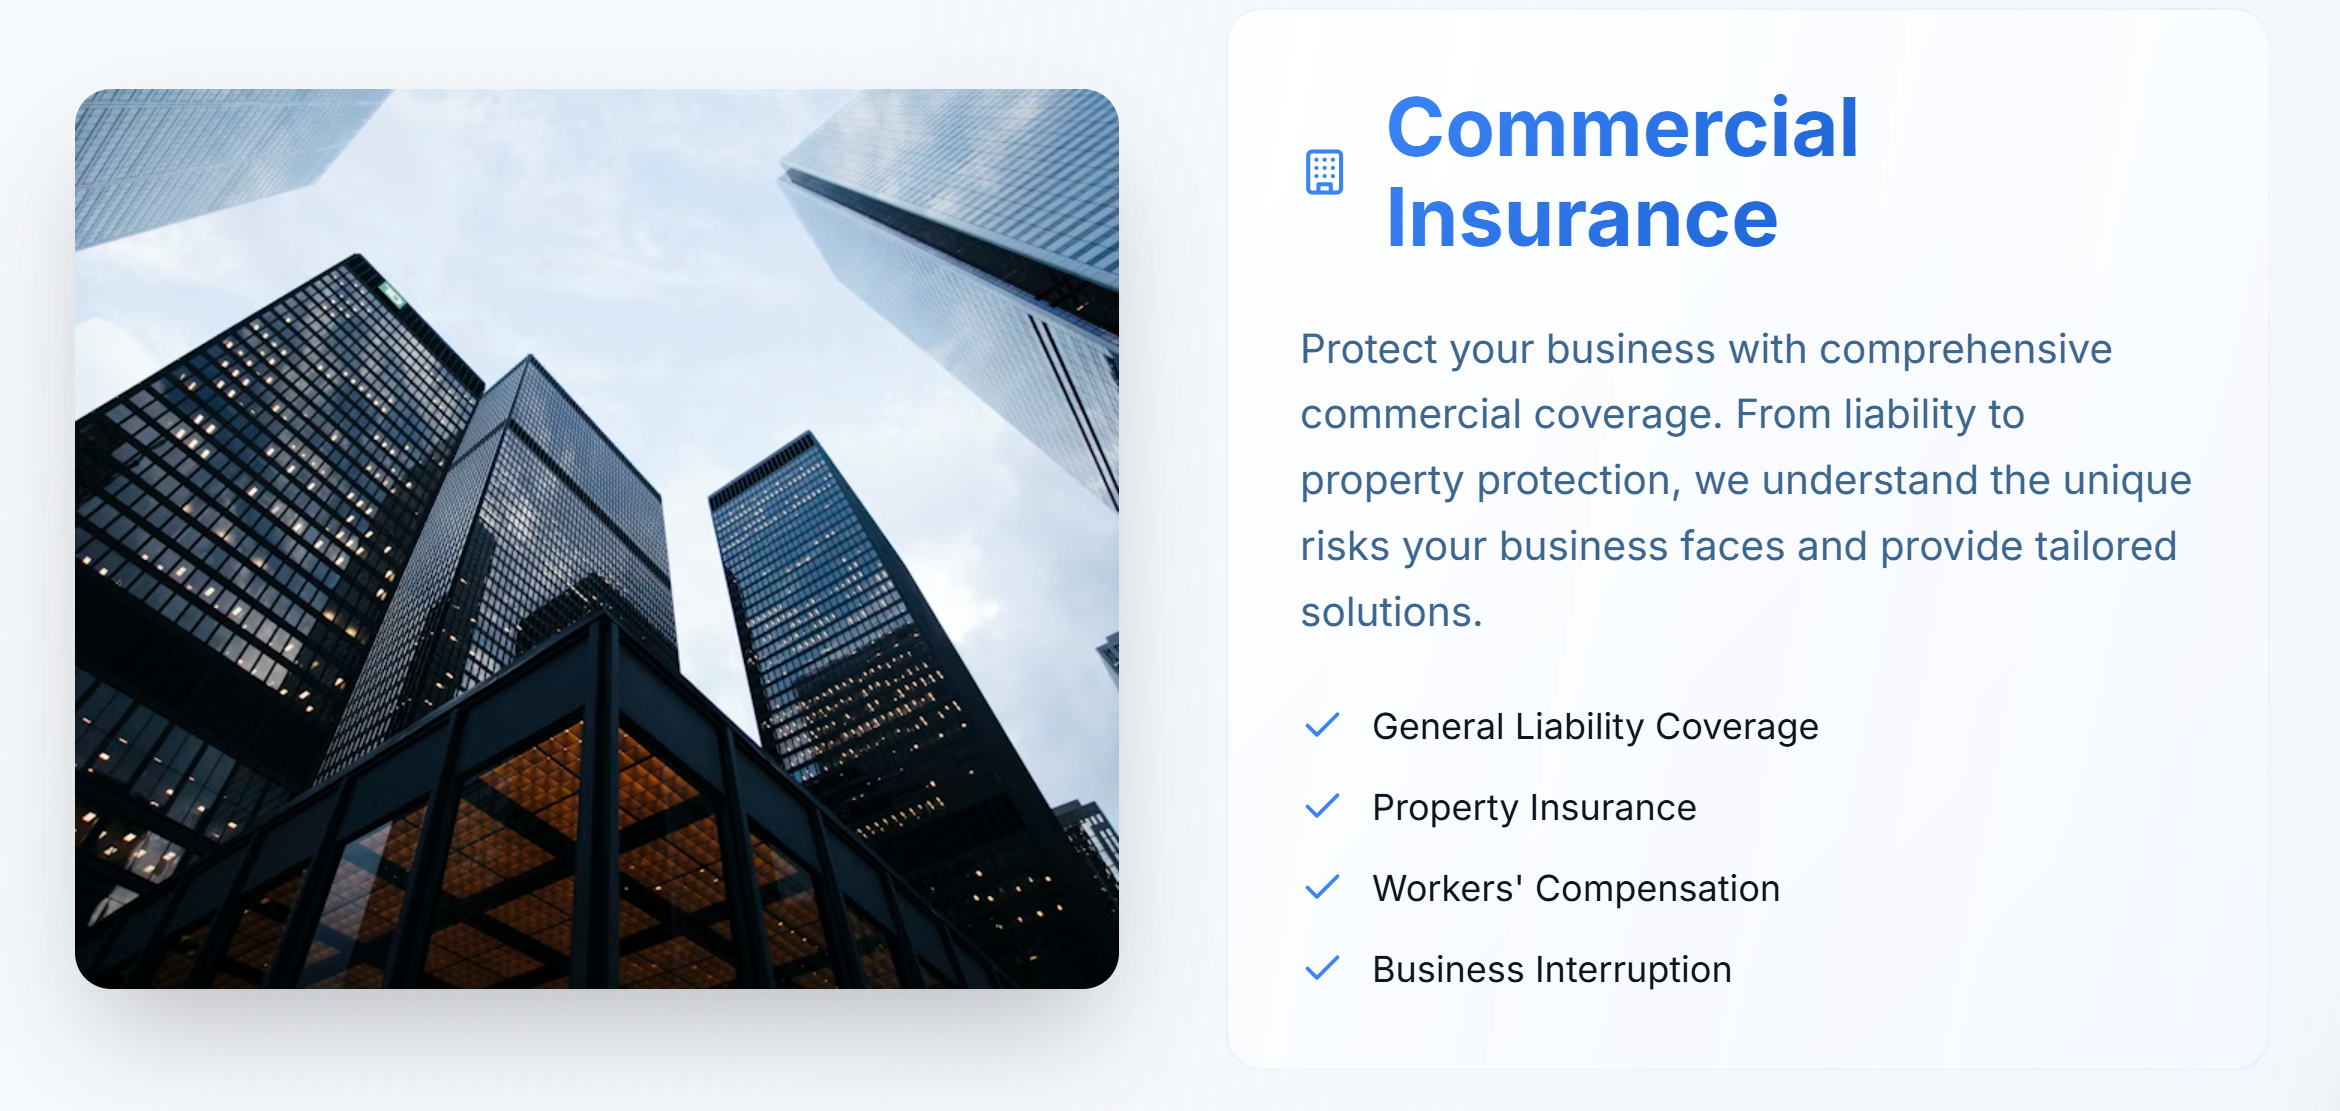 Commercial
Insurance
Protect your business with comprehensive
commercial coverage. From liability to
property protection, we understand the unique
risks your business faces and provide tailored
solutions.
General Liability Coverage
Property Insurance
Workers' Compensation
Business Interruption